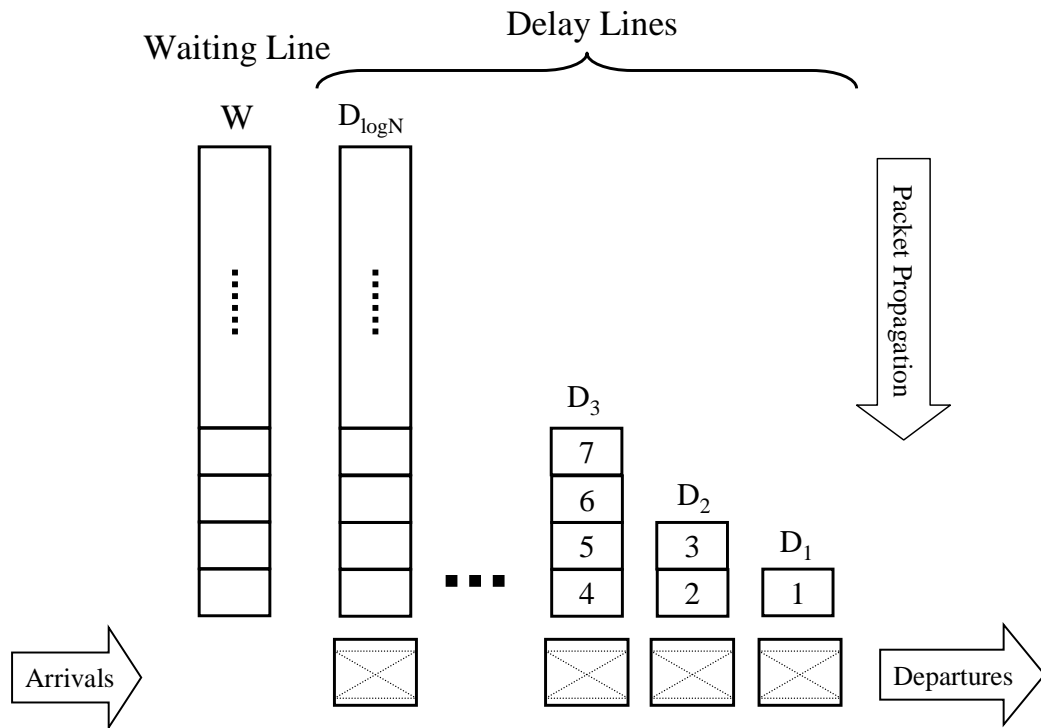 Delay Lines
Waiting Line
W
D_logN
Packet Propagation
D_3
7
6
5
4
D_2
3
2
D_1
1
Arrivals
Departures